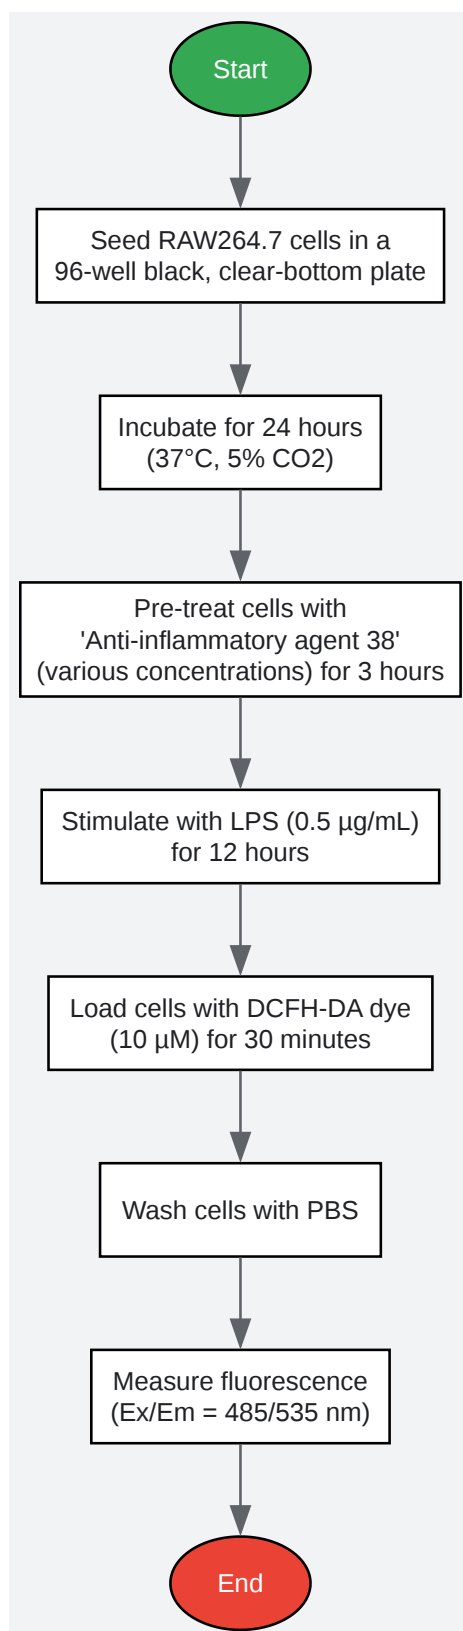 Start
Seed RAW264.7 cells in a
96-well black, clear-bottom plate
Incubate for 24 hours
(37°C, 5% CO2)
Pre-treat cells with
'Anti-inflammatory agent 38'
(various concentrations) for 3 hours
Stimulate with LPS (0.5 µg/mL)
for 12 hours
Load cells with DCFH-DA dye
(10 µM) for 30 minutes
Wash cells with PBS
Measure fluorescence
(Ex/Em = 485/535 nm)
End